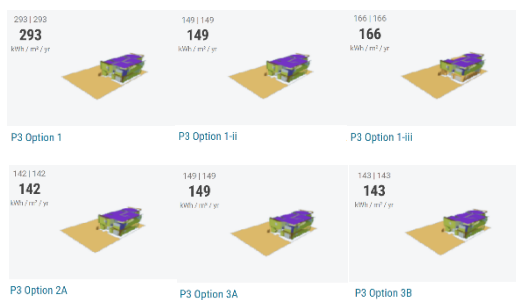 293 | 293
293
kWh / m² / yr
P3 Option 1
149 | 149
149
kWh / m² / yr
P3 Option 1-ii
166 | 166
166
kWh / m² / yr
P3 Option 1-iii
142 | 142
142
kWh / m² / yr
P3 Option 2A
149 | 149
149
kWh / m² / yr
P3 Option 3A
143 | 143
143
kWh / m² / yr
P3 Option 3B